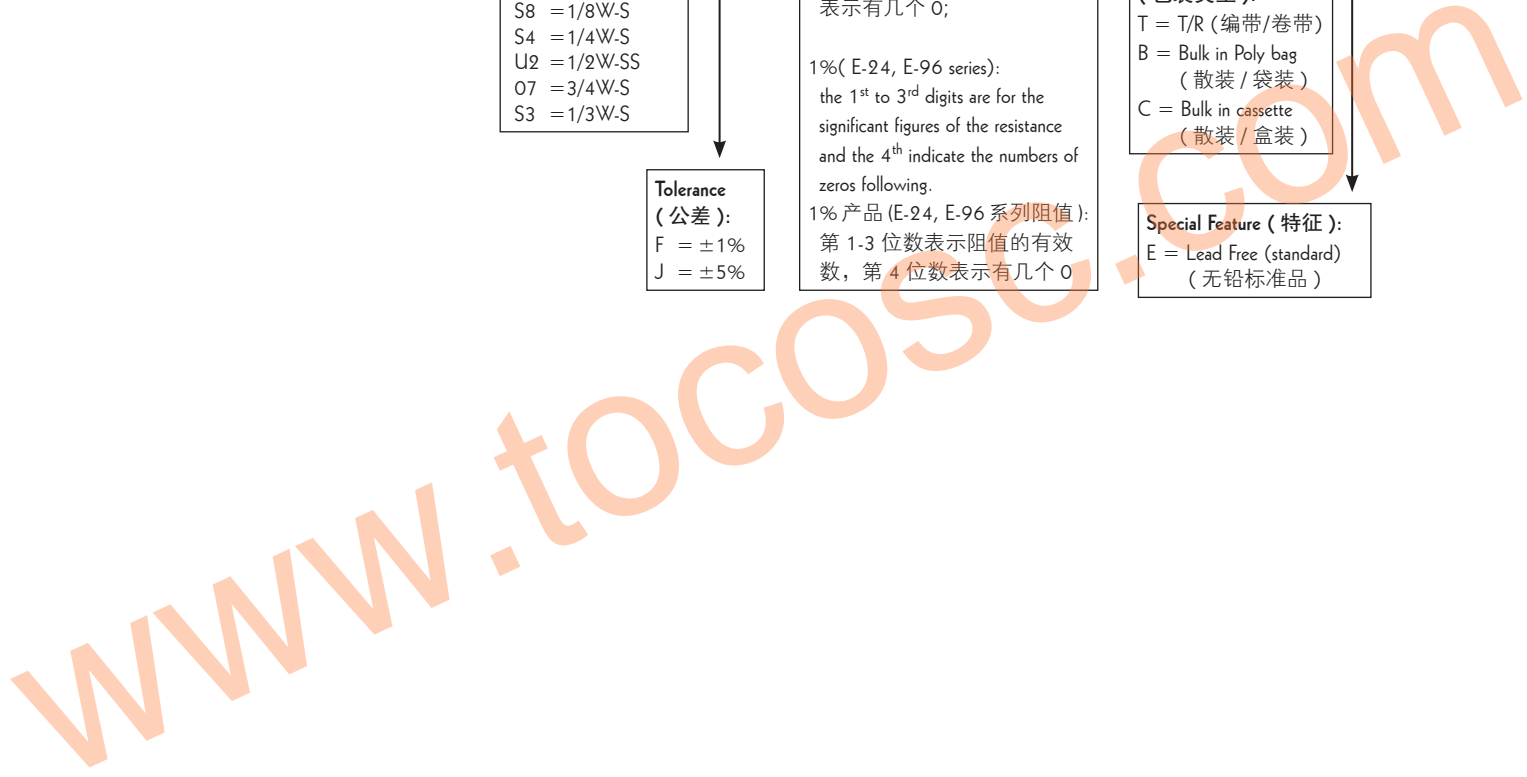 S8 =1/8W-S
S4 =1/4W-S
U2 =1/2W-SS
07 =3/4W-S
S3 =1/3W-S
Tolerance
( 公差 ):
F = ±1%
J = ±5%
表示有几个 0;
1%( E-24, E-96 series):
the 1st to 3rd digits are for the
significant figures of the resistance
and the 4th indicate the numbers of
zeros following.
1% 产品 (E-24, E-96 系列阻值 ):
第 1-3 位数表示阻值的有效
数，第 4 位数表示有几个 0
T = T/R (编带/卷带)
B = Bulk in Poly bag
( 散装 / 袋装 )
C = Bulk in cassette
( 散装 / 盒装 )
Special Feature ( 特征 ):
E = Lead Free (standard)
( 无铅标准品 )
www.tocosc.com